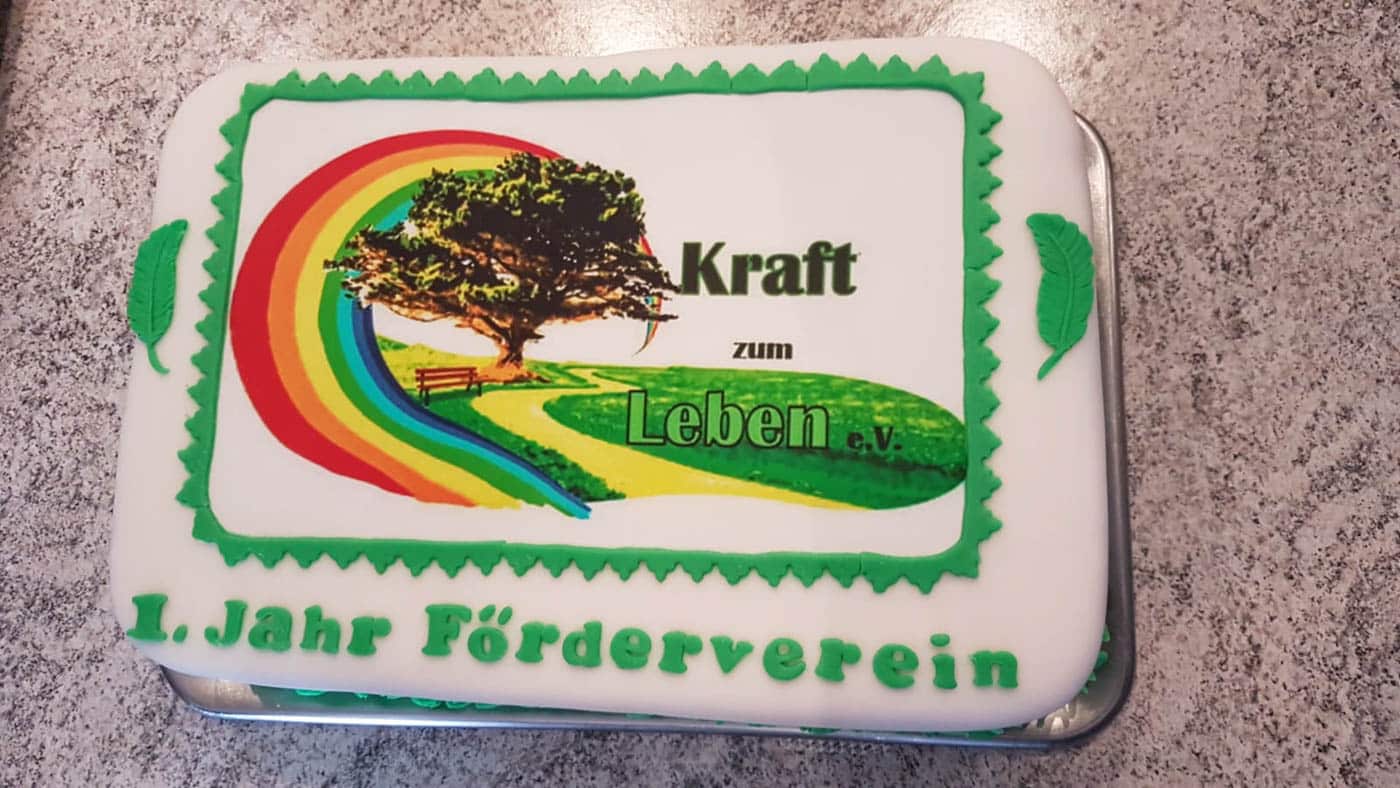 Kraft
zum
Leben e.V.
1. Jahr Förderverein